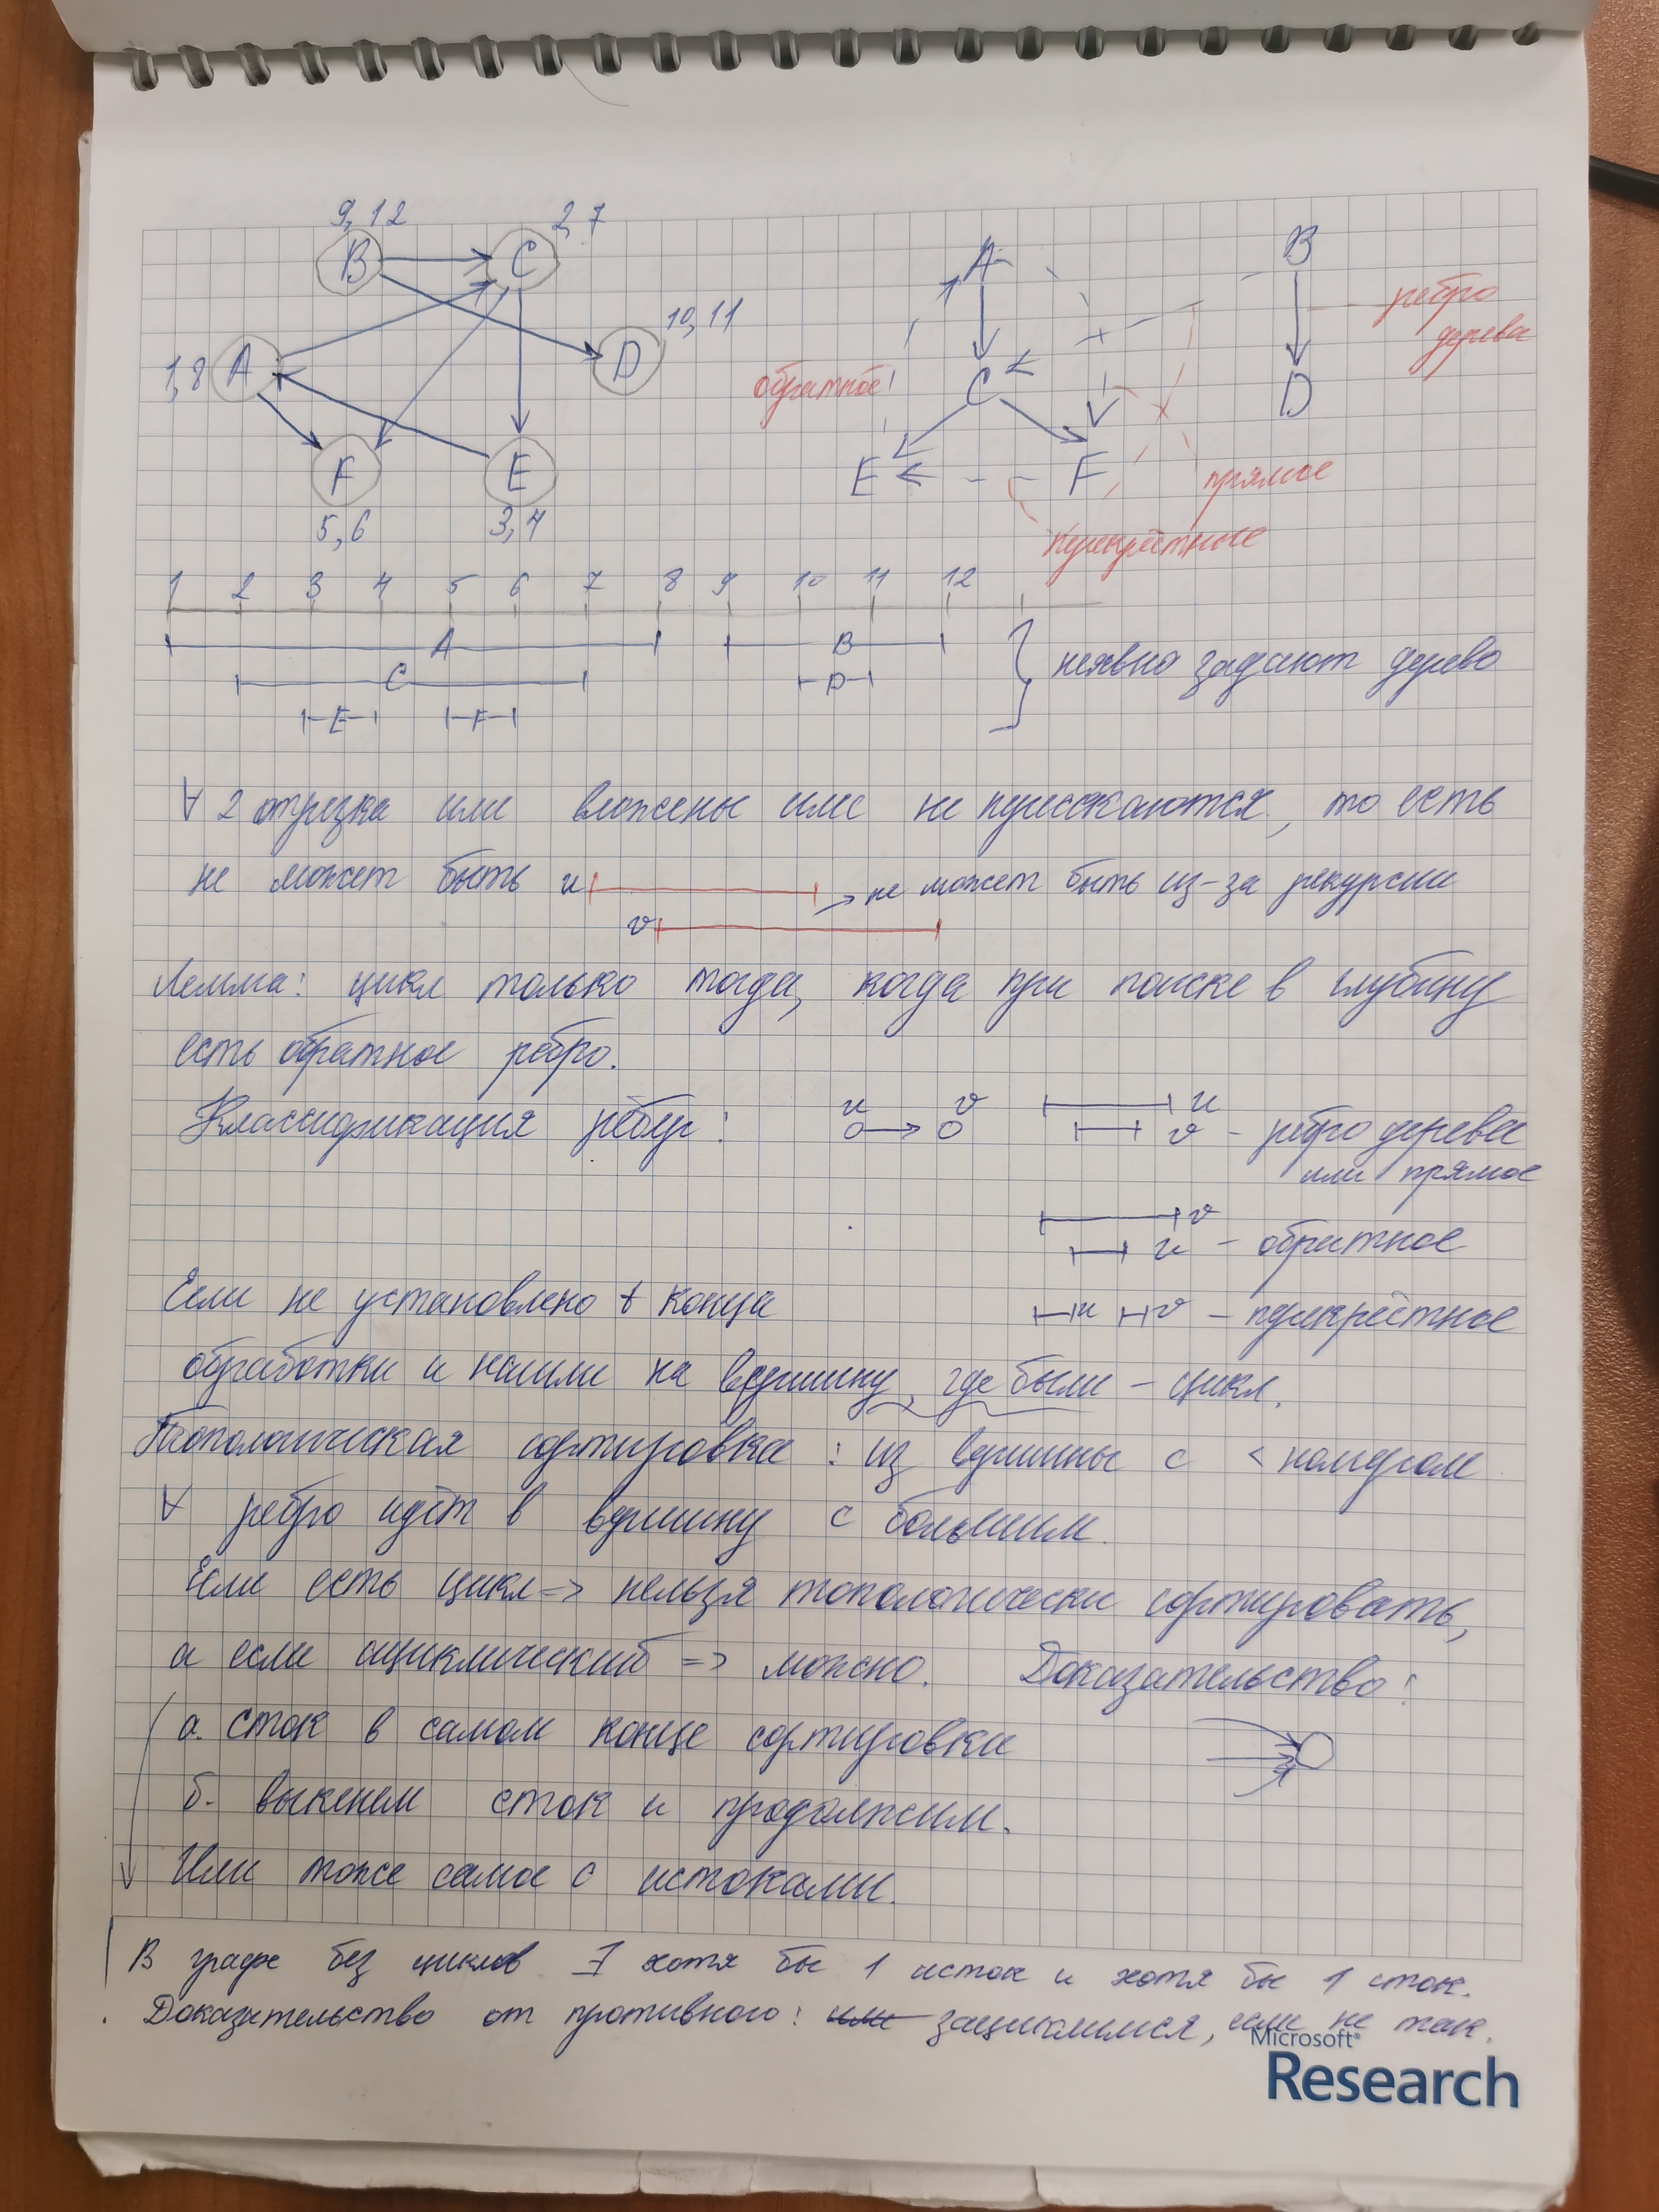 9, 12
2, 7
B
C
A
B
10, 11
ребро
дерева
1, 8
A
D
обратное
C
D
F
E
E
F
прямое
5, 6
3, 4
перекрёстное
1 2 3 4 5 6 7 8 9 10 11 12
A
B
C
D
неявно задают дерево
E
F
∀ 2 отрезка или вложены или не пересекаются, то есть
не может быть u
не может быть из-за рекурсии
v
Лемма: цикл только тогда, когда при поиске в глубину
есть обратное ребро.
Классификация рёбер:
u v
u
v - ребро дерева
или прямое
v
u - обратное
Если не установлено t конца
u v - перекрёстное
обработки и нашли на вершину, где были - цикл.
Топологическая сортировка: из вершины с < номером
∀ ребро идёт в вершину с большим.
Если есть цикл => нельзя топологически сортировать,
а если ациклический => можно. Доказательство:
а. сток в самом конце сортировки
б. выкенем сток и продолжим.
Или тоже самое с истоками.
В графе без циклов ∃ хотя бы 1 исток и хотя бы 1 сток.
Доказательство от противного: или зациклимся, если не так.
Microsoft®
Research